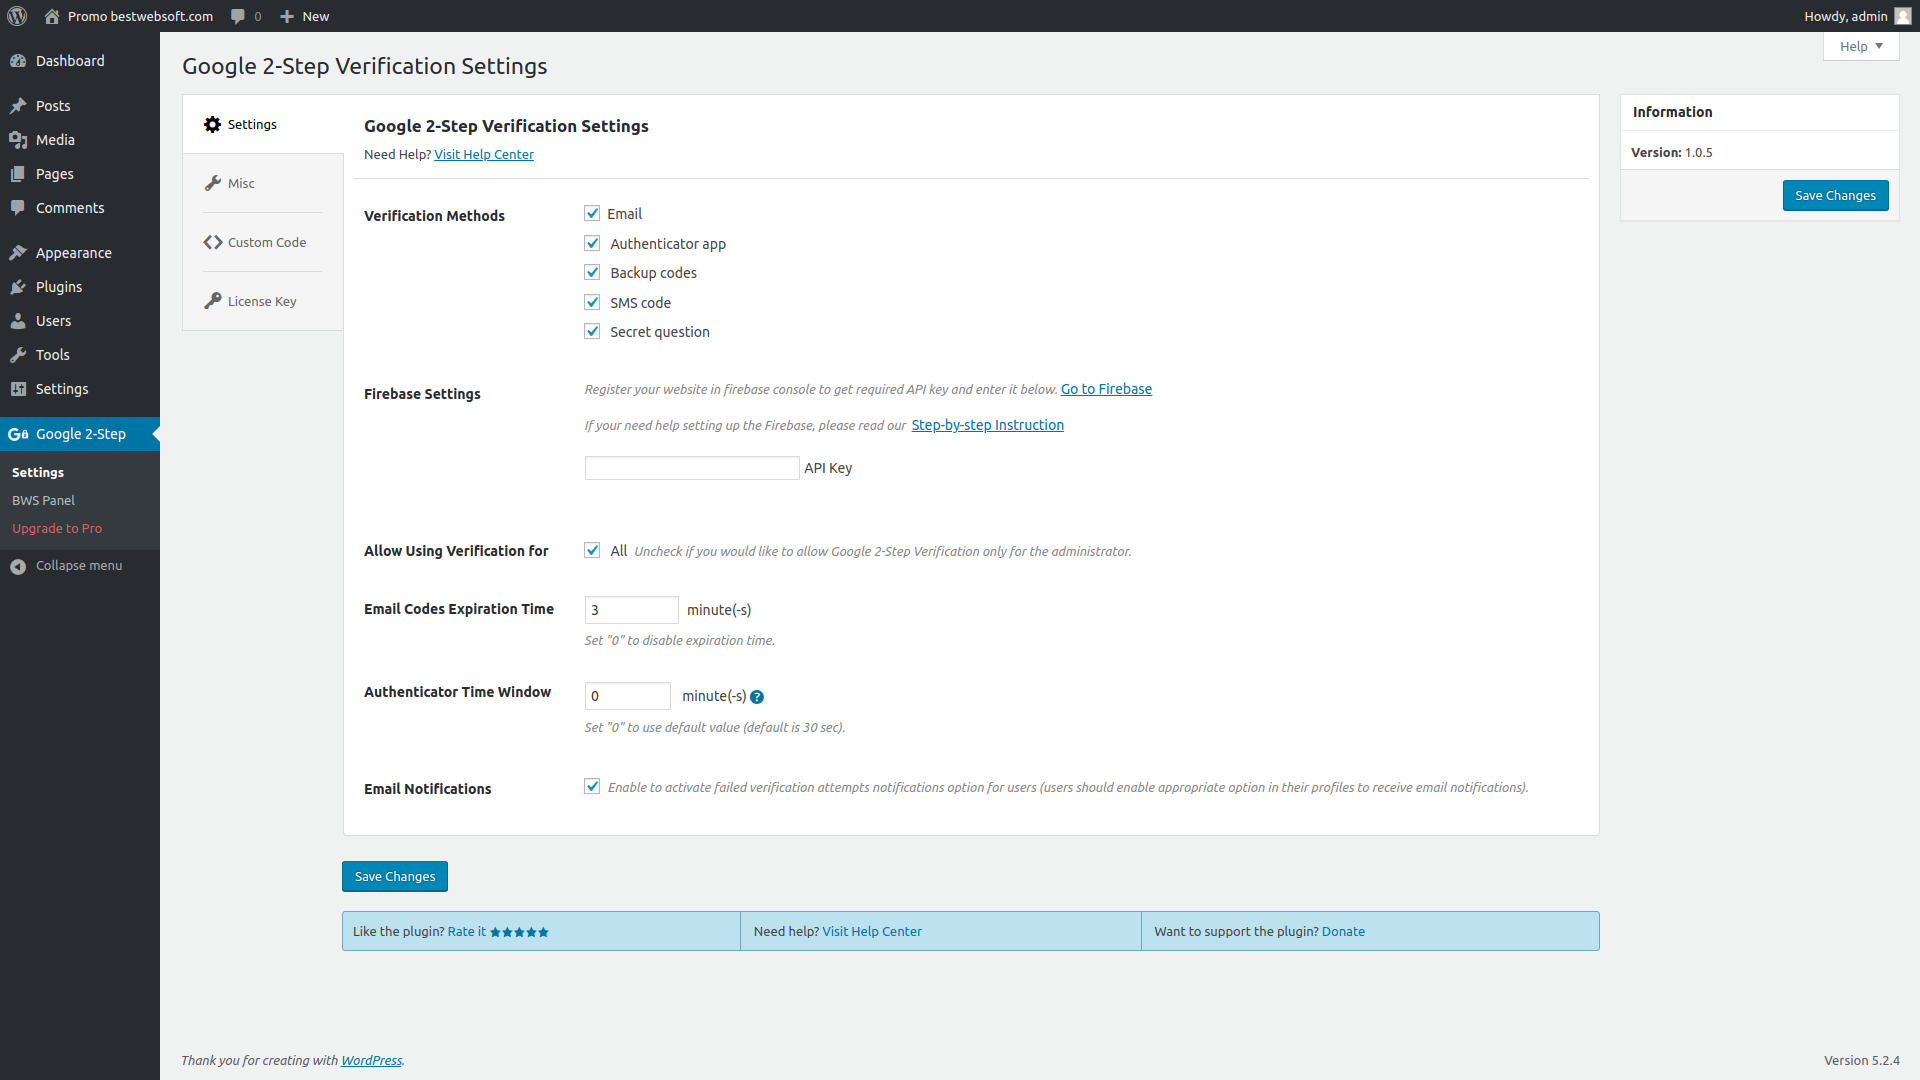 Promo bestwebsoft.com 0 New Howdy, admin
Help
Dashboard
Posts
Media
Pages
Comments
Appearance
Plugins
Users
Tools
Settings
Google 2-Step
Settings
BWS Panel
Upgrade to Pro
Collapse menu
Google 2-Step Verification Settings
Settings
Misc
Custom Code
License Key
Google 2-Step Verification Settings
Need Help? Visit Help Center
Verification Methods
Email
Authenticator app
Backup codes
SMS code
Secret question
Firebase Settings
Register your website in firebase console to get required API key and enter it below. Go to Firebase
If your need help setting up the Firebase, please read our Step-by-step Instruction
API Key
Allow Using Verification for
All Uncheck if you would like to allow Google 2-Step Verification only for the administrator.
Email Codes Expiration Time
3 minute(-s)
Set "0" to disable expiration time.
Authenticator Time Window
0 minute(-s) ?
Set "0" to use default value (default is 30 sec).
Email Notifications
Enable to activate failed verification attempts notifications option for users (users should enable appropriate option in their profiles to receive email notifications).
Save Changes
Like the plugin? Rate it
Need help? Visit Help Center
Want to support the plugin? Donate
Information
Version: 1.0.5
Save Changes
Thank you for creating with WordPress.
Version 5.2.4